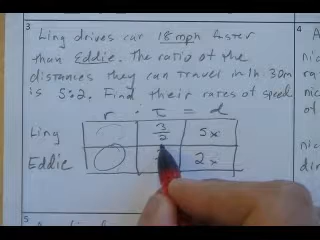 3
Ling drives car 18 mph faster
than Eddie. The ratio of the
distances they can travel in 1h 30m
is 5:2. Find their rates of speed
r · t = d
Ling 3/2 5x
Eddie 2x
5
4